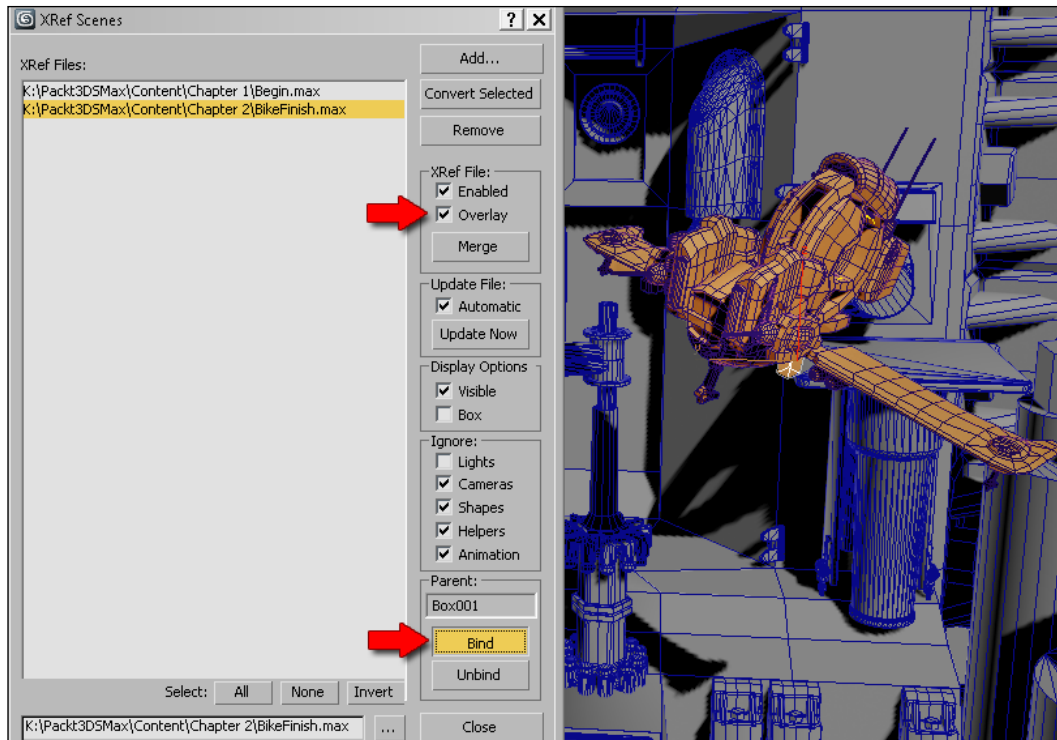 XRef Scenes
? X
XRef Files:
K:\Packt3DSMax\Content\Chapter 1\Begin.max
K:\Packt3DSMax\Content\Chapter 2\BikeFinish.max
Add...
Convert Selected
Remove
XRef File:
Enabled
Overlay
Merge
Update File:
Automatic
Update Now
Display Options
Visible
Box
Ignore:
Lights
Cameras
Shapes
Helpers
Animation
Parent:
Box001
Bind
Unbind
Select: All None Invert
K:\Packt3DSMax\Content\Chapter 2\BikeFinish.max ... Close